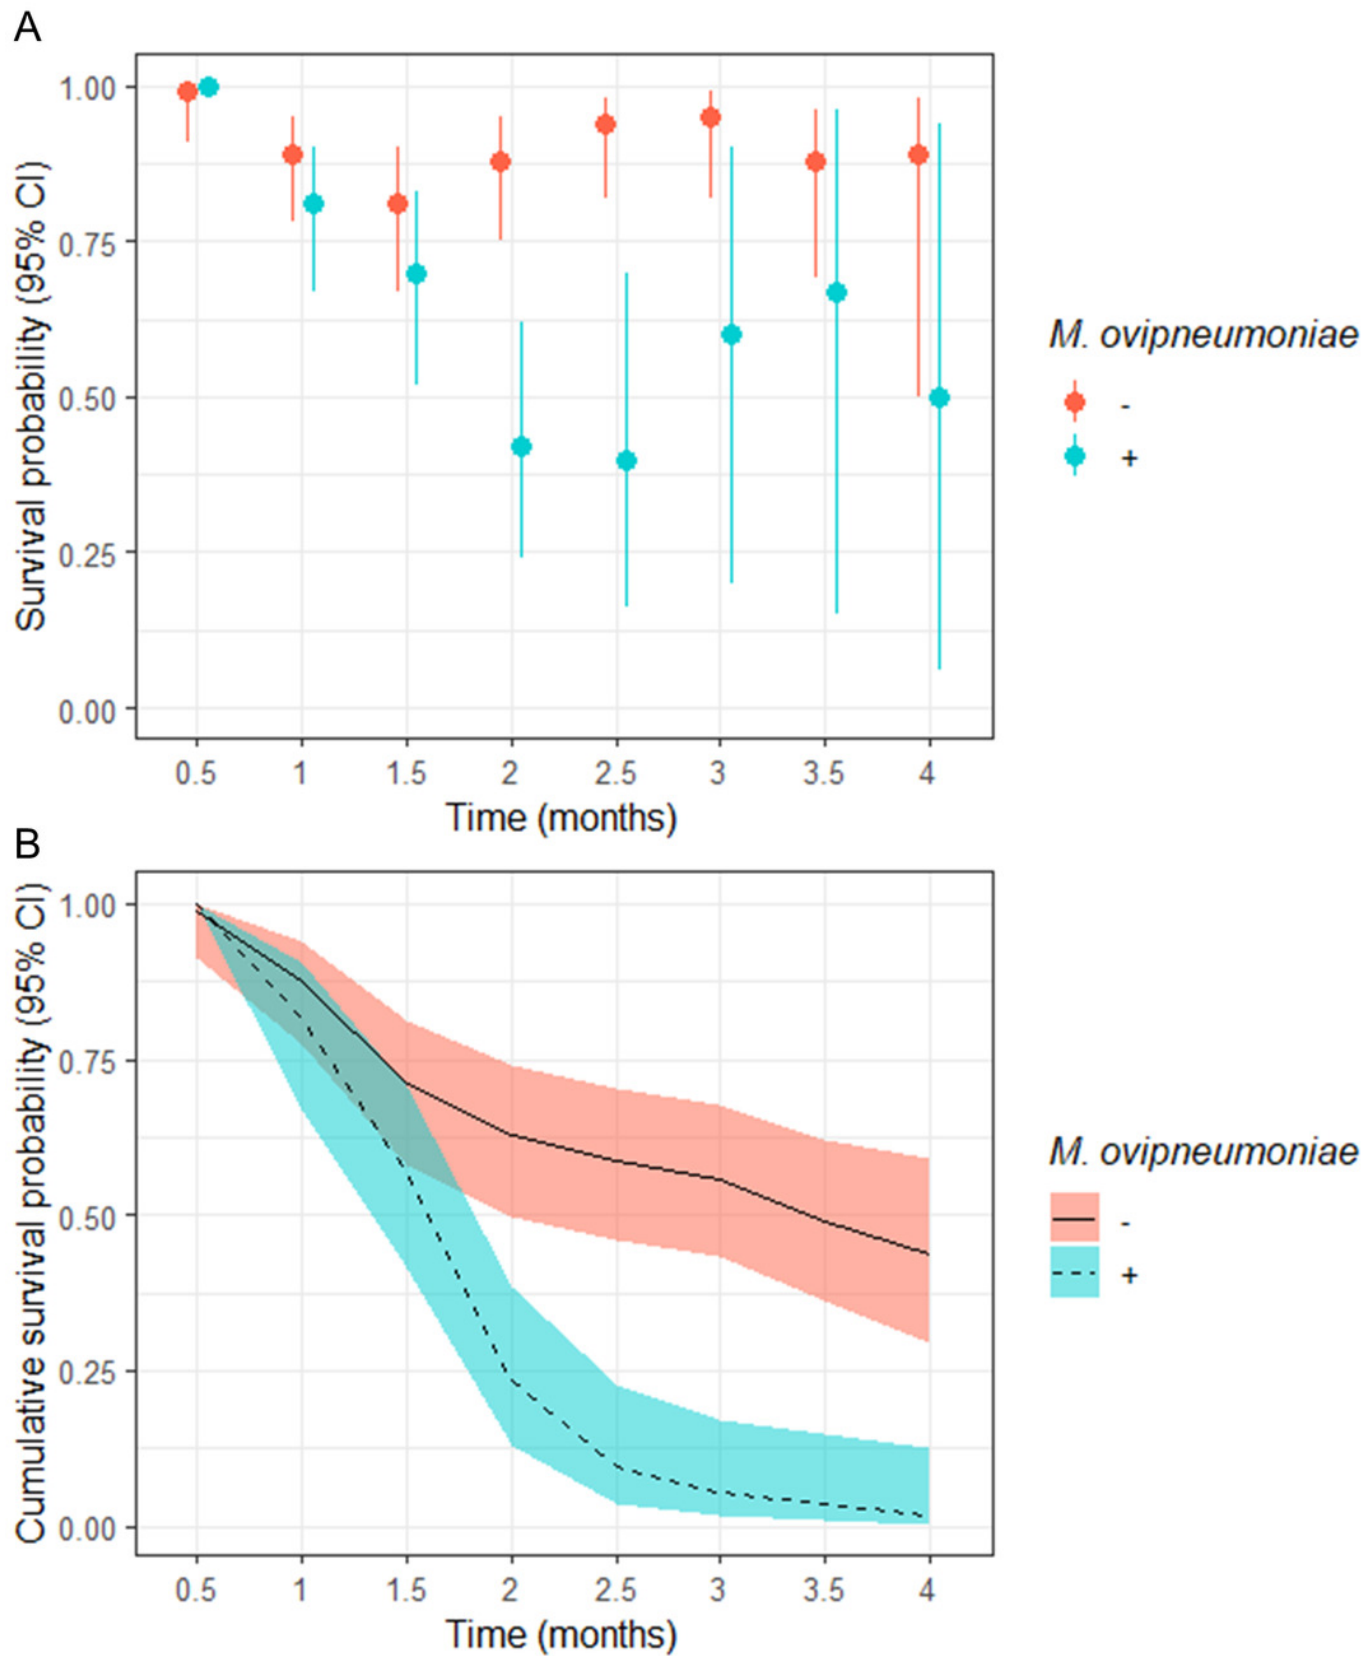 A
Survival probability (95% CI)
1.00
0.75
0.50
0.25
0.00
0.5 1 1.5 2 2.5 3 3.5 4
Time (months)
M. ovipneumoniae
-
+
B
Cumulative survival probability (95% CI)
1.00
0.75
0.50
0.25
0.00
0.5 1 1.5 2 2.5 3 3.5 4
Time (months)
M. ovipneumoniae
-
+